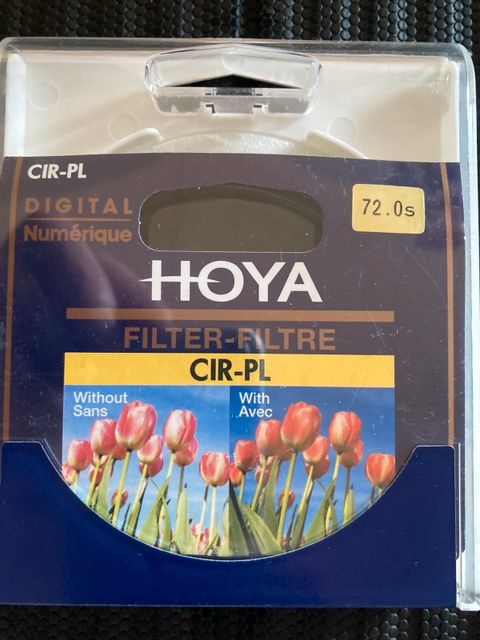 CIR-PL
DIGITAL
Numérique
72.0s
HOYA
FILTER-FILTRE
CIR-PL
Without
Sans
With
Avec